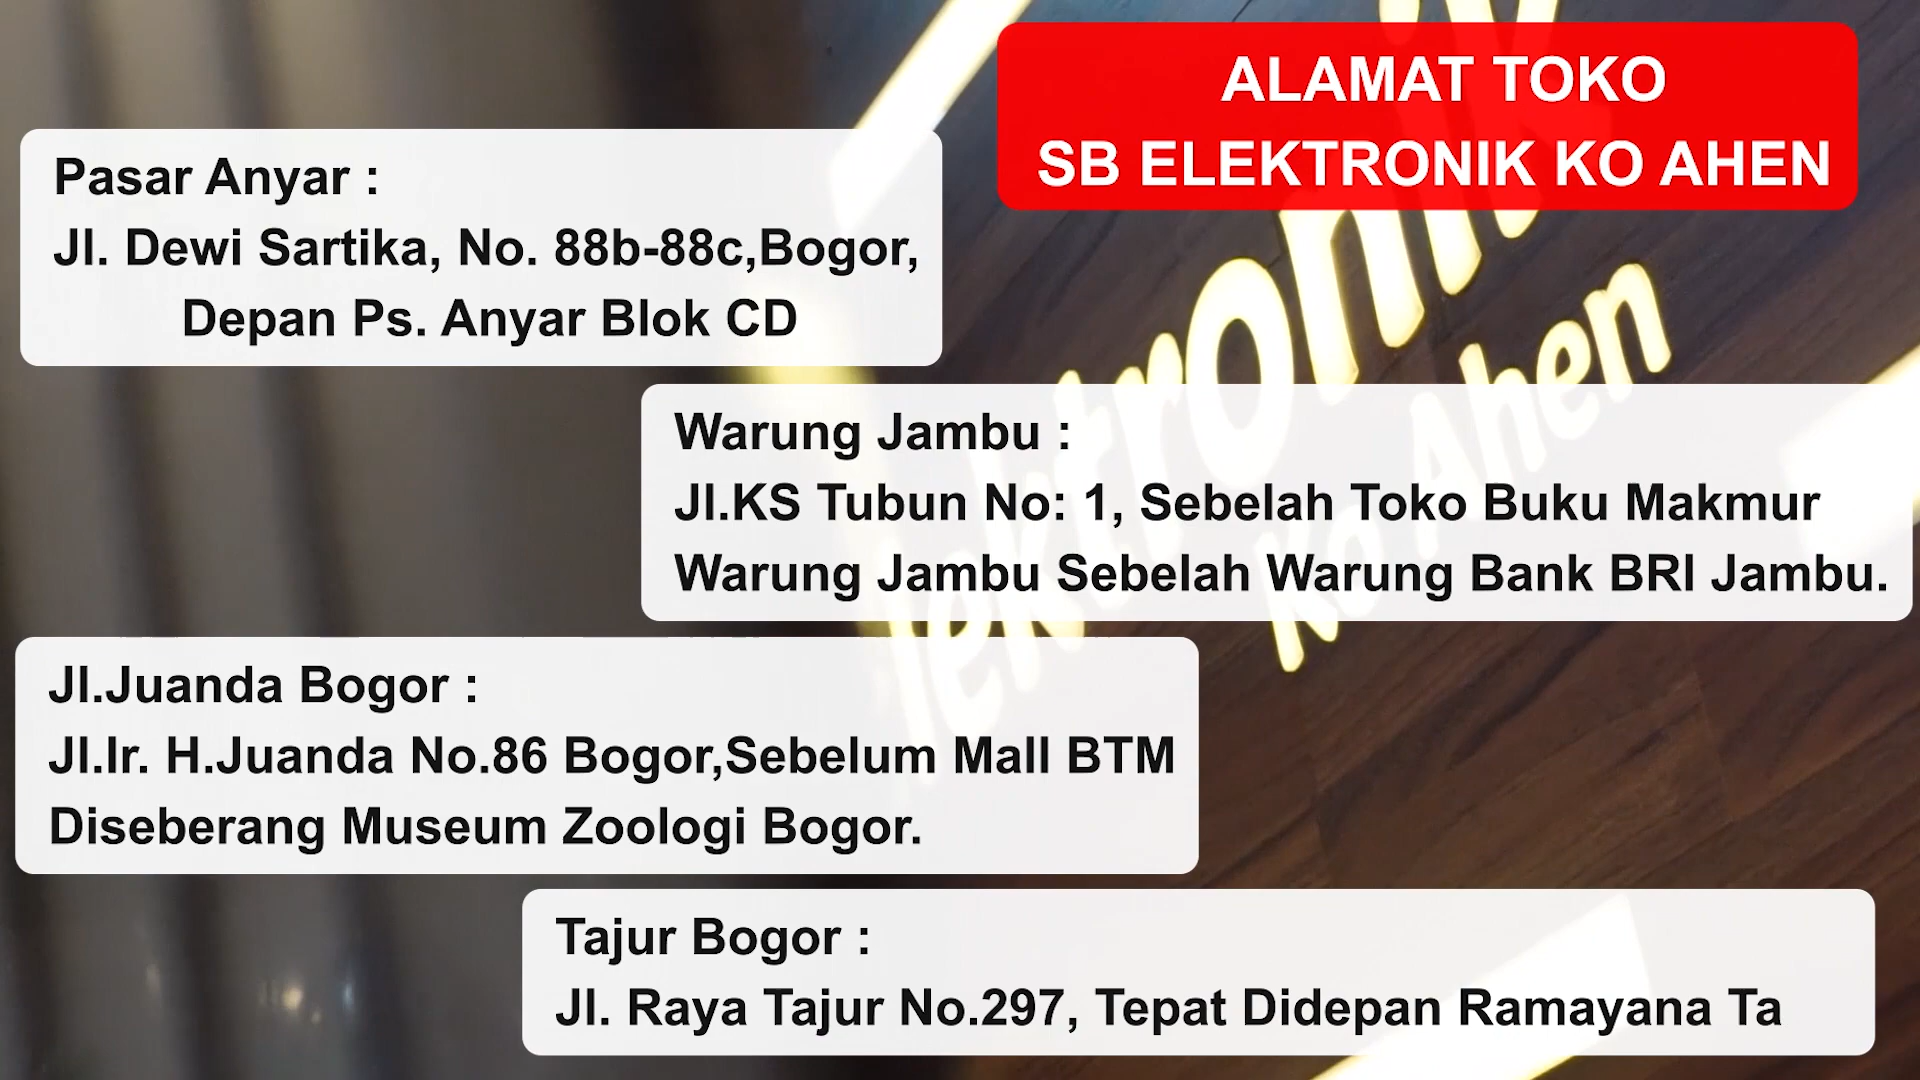 ALAMAT TOKO
SB ELEKTRONIK KO AHEN
Pasar Anyar :
Jl. Dewi Sartika, No. 88b-88c,Bogor,
Depan Ps. Anyar Blok CD
Warung Jambu :
Jl.KS Tubun No: 1, Sebelah Toko Buku Makmur
Warung Jambu Sebelah Warung Bank BRI Jambu.
Jl.Juanda Bogor :
Jl.Ir. H.Juanda No.86 Bogor,Sebelum Mall BTM
Diseberang Museum Zoologi Bogor.
Tajur Bogor :
Jl. Raya Tajur No.297, Tepat Didepan Ramayana Ta
lektronik
Ko Ahen